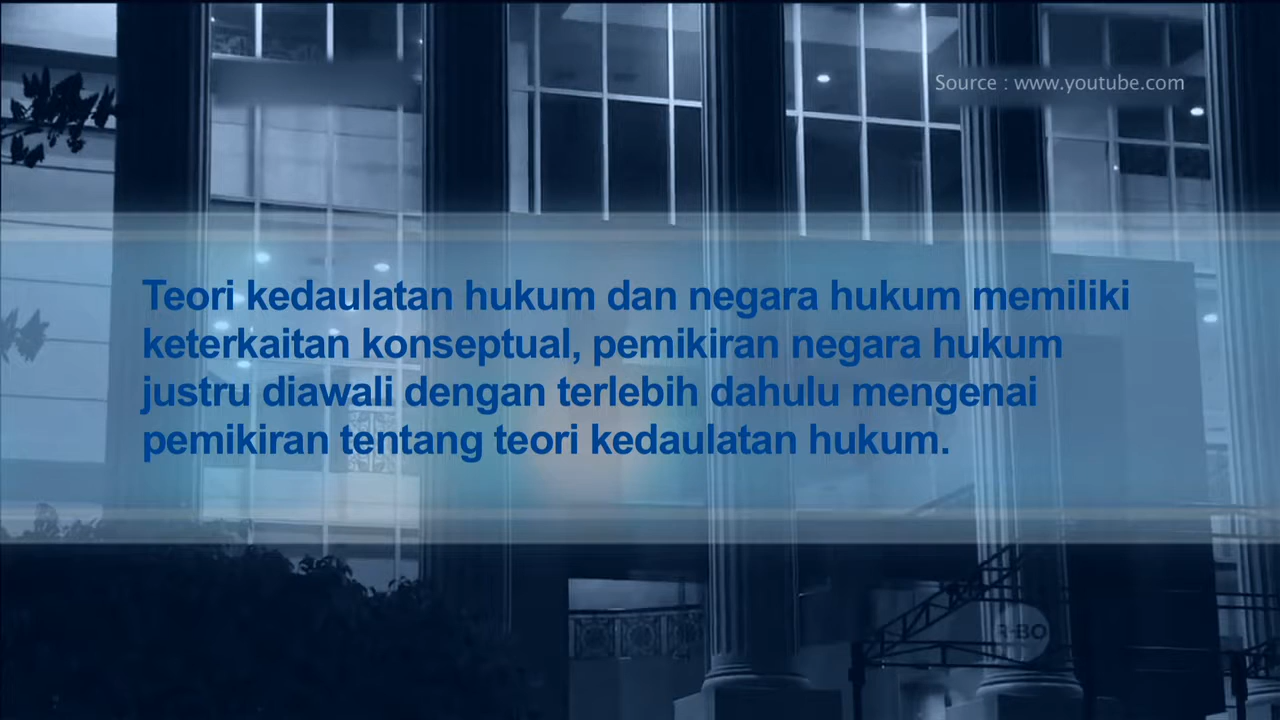 Source : www.youtube.com
Teori kedaulatan hukum dan negara hukum memiliki
keterkaitan konseptual, pemikiran negara hukum
justru diawali dengan terlebih dahulu mengenai
pemikiran tentang teori kedaulatan hukum.